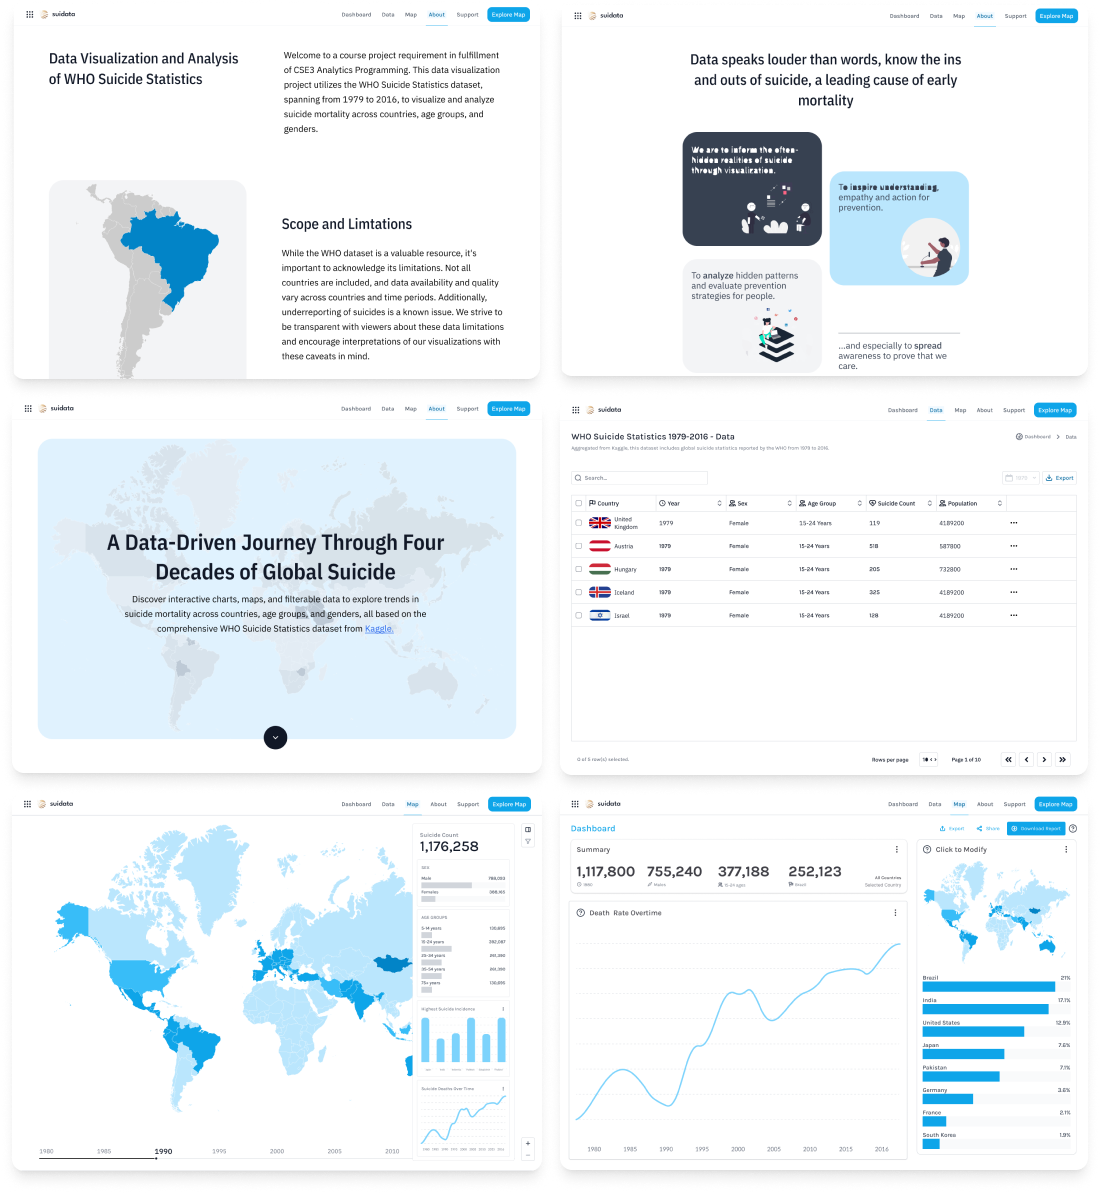 suidata
Dashboard Data Map About Support Explore Map
Data Visualization and Analysis
of WHO Suicide Statistics
Welcome to a course project requirement in fulfillment
of CSE3 Analytics Programming. This data visualization
project utilizes the WHO Suicide Statistics dataset,
spanning from 1979 to 2016, to visualize and analyze
suicide mortality across countries, age groups, and
genders.
Scope and Limtations
While the WHO dataset is a valuable resource, it's
important to acknowledge its limitations. Not all
countries are included, and data availability and quality
vary across countries and time periods. Additionally,
underreporting of suicides is a known issue. We strive to
be transparent with viewers about these data limitations
and encourage interpretations of our visualizations with
these caveats in mind.
suidata
Dashboard Data Map About Support Explore Map
Data speaks louder than words, know the ins
and outs of suicide, a leading cause of early
mortality
We are to inform the often-
hidden realities of suicide
through visualization.
To inspire understanding,
empathy and action for
prevention.
To analyze hidden patterns
and evaluate prevention
strategies for people.
...and especially to spread
awareness to prove that we
care.
suidata
Dashboard Data Map About Support Explore Map
A Data-Driven Journey Through Four
Decades of Global Suicide
Discover interactive charts, maps, and filterable data to explore trends in
suicide mortality across countries, age groups, and genders, all based on the
comprehensive WHO Suicide Statistics dataset from Kaggle.
suidata
Dashboard Data Map About Support Explore Map
WHO Suicide Statistics 1979-2016 - Data
Dashboard > Data
Aggregated from Kaggle, this dataset includes global suicide statistics reported by the WHO from 1979 to 2016.
Search...
1979
Export
Country Year Sex Age Group Suicide Count Population
United Kingdom 1979 Female 15-24 Years 119 4189200
Austria 1979 Female 15-24 Years 518 587800
Hungary 1979 Female 15-24 Years 205 732800
Iceland 1979 Female 15-24 Years 325 4189200
Israel 1979 Female 15-24 Years 128 4189200
0 of 5 row(s) selected.
Rows per page 10 Page 1 of 10
suidata
Dashboard Data Map About Support Explore Map
Suicide Count
1,176,258
SEX
Male 788,093
Females 388,165
AGE GROUPS
5-14 years
15-24 years
25-34 years
35-54 years
75+ years
Highest Suicide Incidence
Suicide Deaths Over Time
1980 1985 1990 1995 2000 2005 2010
suidata
Dashboard Data Map About Support Explore Map
Dashboard
Export Share Download Report
Summary
1,117,800 755,240 377,188 252,123
1980 Males 15-24 ages Brazil
All Countries
Selected Country
Death Rate Overtime
1980 1985 1990 1995 2000 2005 2010 2015 2016
Click to Modify
Brazil 21%
India 17.1%
United States 12.9%
Japan 7.6%
Pakistan 7.1%
Germany 3.6%
France 2.1%
South Korea 1.9%